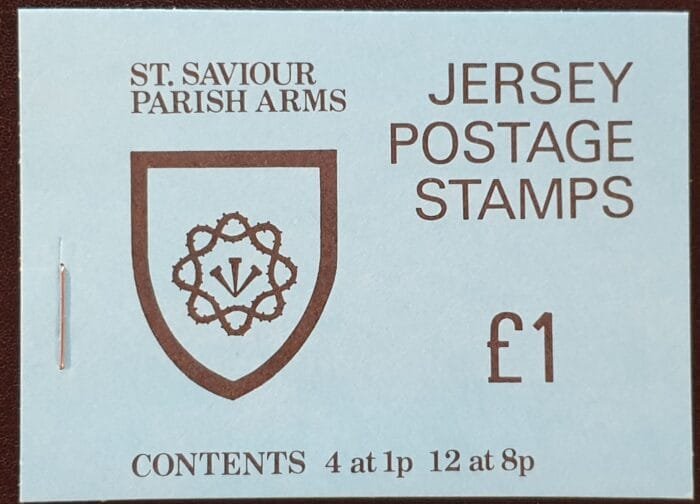 ST. SAVIOUR
PARISH ARMS
JERSEY
POSTAGE
STAMPS
£1
CONTENTS 4 at 1p 12 at 8p